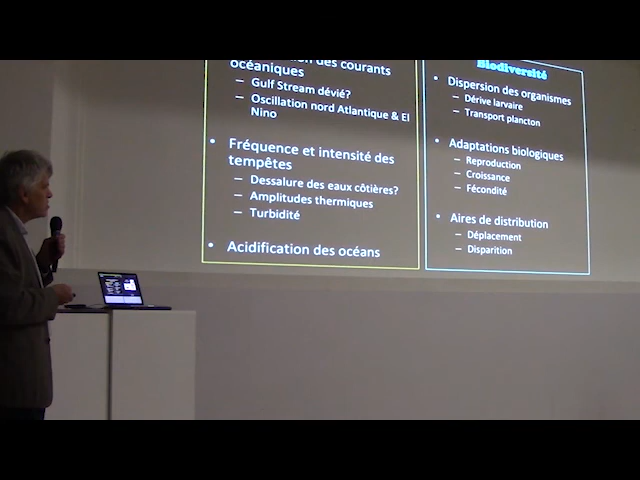 des courants
océaniques
– Gulf Stream dévié?
– Oscillation nord Atlantique & El
Nino
• Fréquence et intensité des
tempêtes
– Dessalure des eaux côtières?
– Amplitudes thermiques
– Turbidité
• Acidification des océans
Biodiversité
• Dispersion des organismes
– Dérive larvaire
– Transport plancton
• Adaptations biologiques
– Reproduction
– Croissance
– Fécondité
• Aires de distribution
– Déplacement
– Disparition